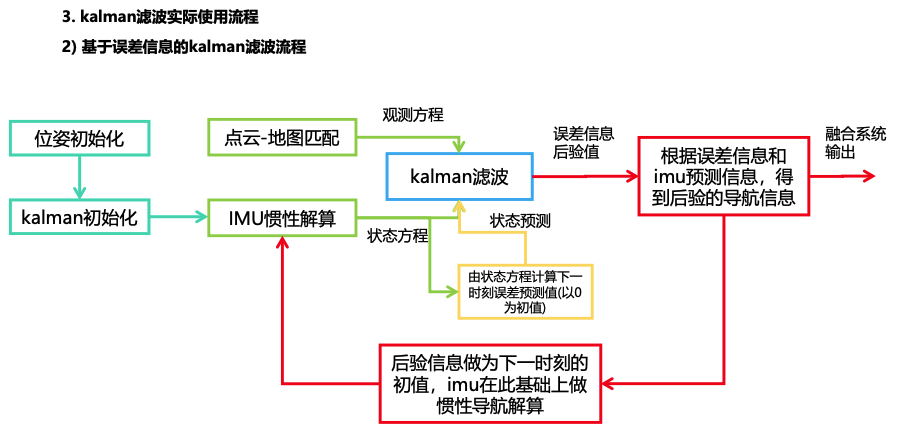 3. kalman滤波实际使用流程
2) 基于误差信息的kalman滤波流程
观测方程
位姿初始化
点云-地图匹配
误差信息
后验值
融合系统
输出
kalman滤波
根据误差信息和
imu预测信息，得
到后验的导航信息
kalman初始化
IMU惯性解算
状态方程
状态预测
由状态方程计算下一
时刻误差预测值(以0
为初值)
后验信息做为下一时刻的
初值，imu在此基础上做
惯性导航解算